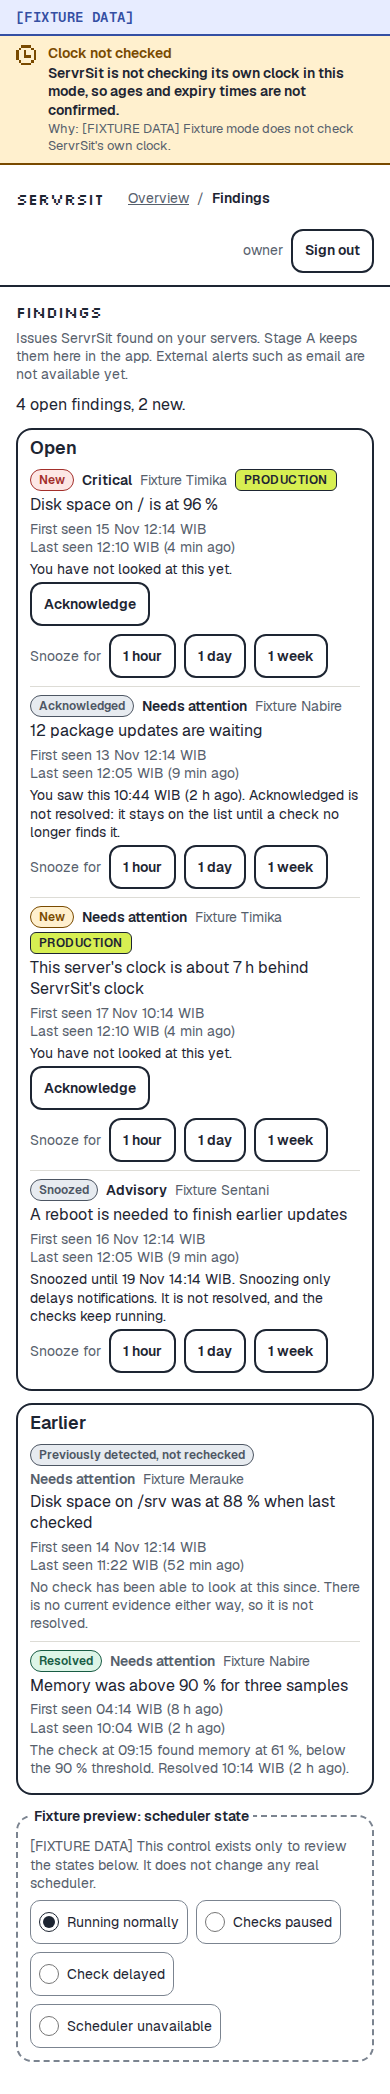 [FIXTURE DATA]
Clock not checked
ServrSit is not checking its own clock in this
mode, so ages and expiry times are not
confirmed.
Why: [FIXTURE DATA] Fixture mode does not check
ServrSit's own clock.
SERVRSIT Overview / Findings
owner Sign out
FINDINGS
Issues ServrSit found on your servers. Stage A keeps
them here in the app. External alerts such as email are
not available yet.
4 open findings, 2 new.
Open
New Critical Fixture Timika PRODUCTION
Disk space on / is at 96 %
First seen 15 Nov 12:14 WIB
Last seen 12:10 WIB (4 min ago)
You have not looked at this yet.
Acknowledge
Snooze for 1 hour 1 day 1 week
Acknowledged Needs attention Fixture Nabire
12 package updates are waiting
First seen 13 Nov 12:14 WIB
Last seen 12:05 WIB (9 min ago)
You saw this 10:44 WIB (2 h ago). Acknowledged is
not resolved: it stays on the list until a check no
longer finds it.
Snooze for 1 hour 1 day 1 week
New Needs attention Fixture Timika
PRODUCTION
This server's clock is about 7 h behind
ServrSit's clock
First seen 17 Nov 10:14 WIB
Last seen 12:10 WIB (4 min ago)
You have not looked at this yet.
Acknowledge
Snooze for 1 hour 1 day 1 week
Snoozed Advisory Fixture Sentani
A reboot is needed to finish earlier updates
First seen 16 Nov 12:14 WIB
Last seen 12:05 WIB (9 min ago)
Snoozed until 19 Nov 14:14 WIB. Snoozing only
delays notifications. It is not resolved, and the
checks keep running.
Snooze for 1 hour 1 day 1 week
Earlier
Previously detected, not rechecked
Needs attention Fixture Merauke
Disk space on /srv was at 88 % when last
checked
First seen 14 Nov 12:14 WIB
Last seen 11:22 WIB (52 min ago)
No check has been able to look at this since. There
is no current evidence either way, so it is not
resolved.
Resolved Needs attention Fixture Nabire
Memory was above 90 % for three samples
First seen 04:14 WIB (8 h ago)
Last seen 10:04 WIB (2 h ago)
The check at 09:15 found memory at 61 %, below
the 90 % threshold. Resolved 10:14 WIB (2 h ago).
Fixture preview: scheduler state
[FIXTURE DATA] This control exists only to review
the states below. It does not change any real
scheduler.
Running normally Checks paused
Check delayed
Scheduler unavailable